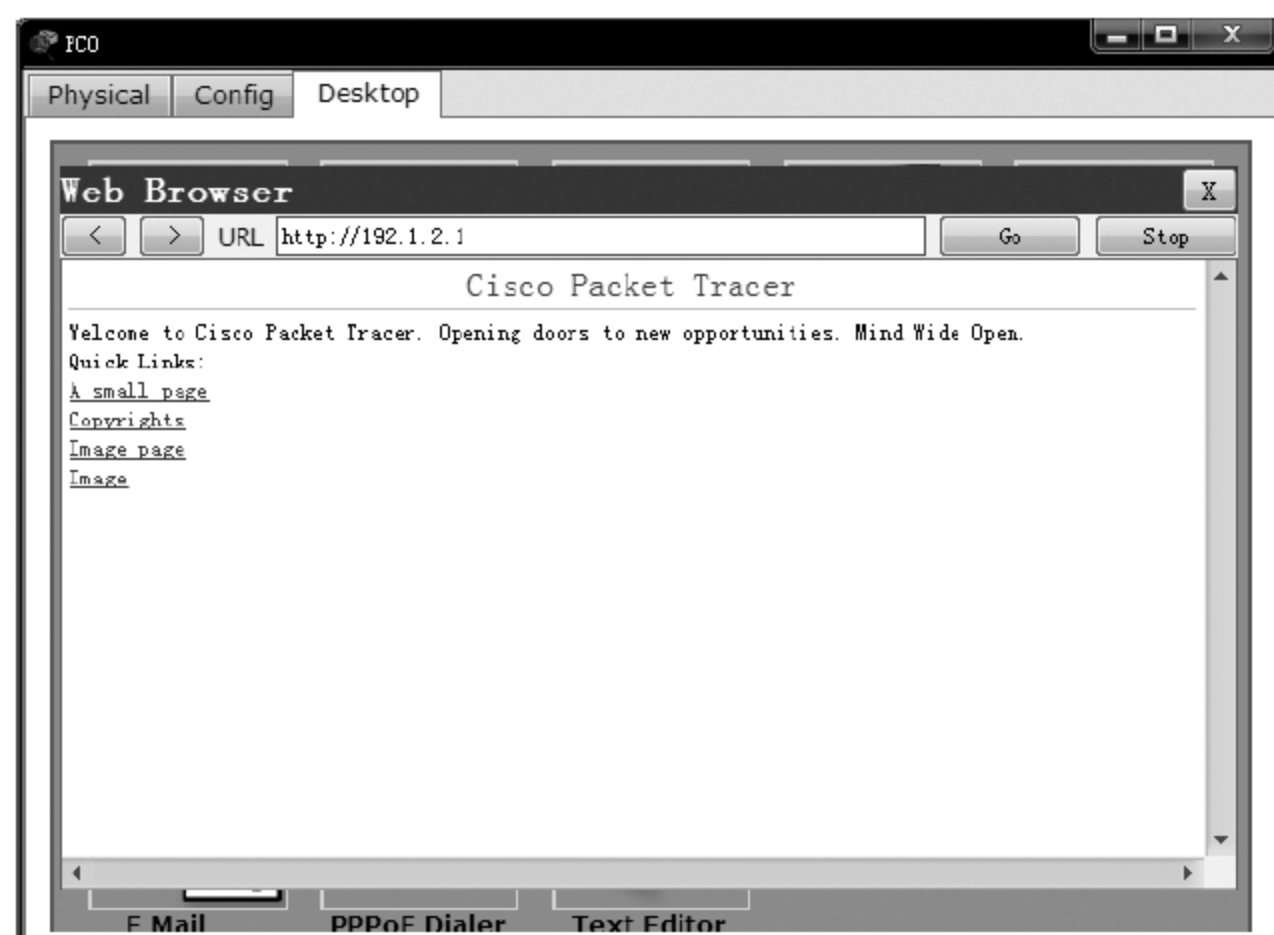 PC0
X
Physical Config Desktop
Web Browser
X
< > URL http://192.1.2.1 Go Stop
Cisco Packet Tracer
Welcome to Cisco Packet Tracer. Opening doors to new opportunities. Mind Wide Open.
Quick Links:
A small page
Copyrights
Image page
Image
E Mail PPPoE Dialer Text Editor